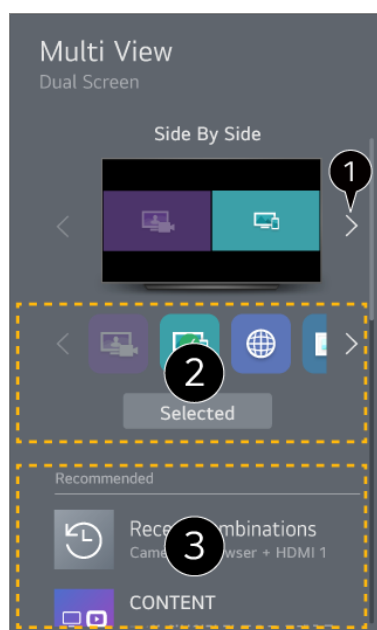 Multi View
Dual Screen
Side By Side
1
2
Selected
Recommended
3
HDMI 1
CONTENT